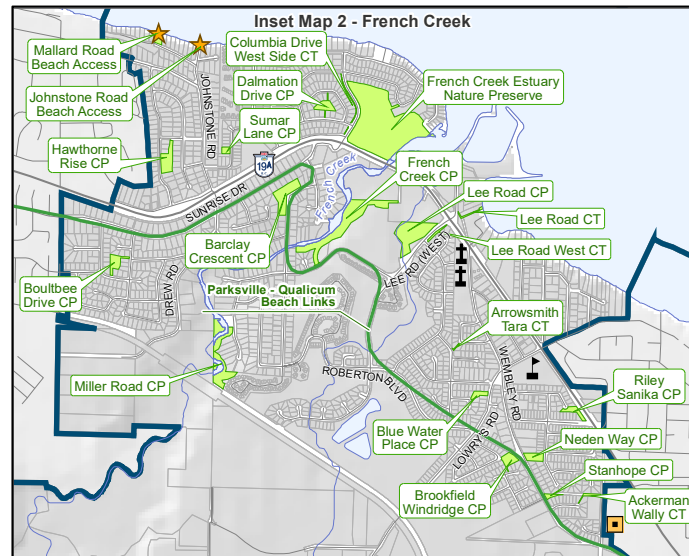 Inset Map 2 - French Creek
Mallard Road
Beach Access
Johnstone Road
Beach Access
Hawthorne
Rise CP
JOHNSTONE RD
Columbia Drive
West Side CT
Dalmation
Drive CP
Sumar
Lane CP
French Creek Estuary
Nature Preserve
19A
SUNRISE DR
French Creek
French
Creek CP
Lee Road CP
Lee Road CT
Lee Road West CT
LEE RD (WEST)
Barclay
Crescent CP
Boultbee
Drive CP
DREW RD
Parksville - Qualicum
Beach Links
Arrowsmith
Tara CT
Miller Road CP
ROBERTON BLVD
WEMBLEY RD
Riley
Sanika CP
Blue Water
Place CP
LOWRY'S RD
Neden Way CP
Stanhope CP
Brookfield
Windridge CP
Ackerman
Wally CT